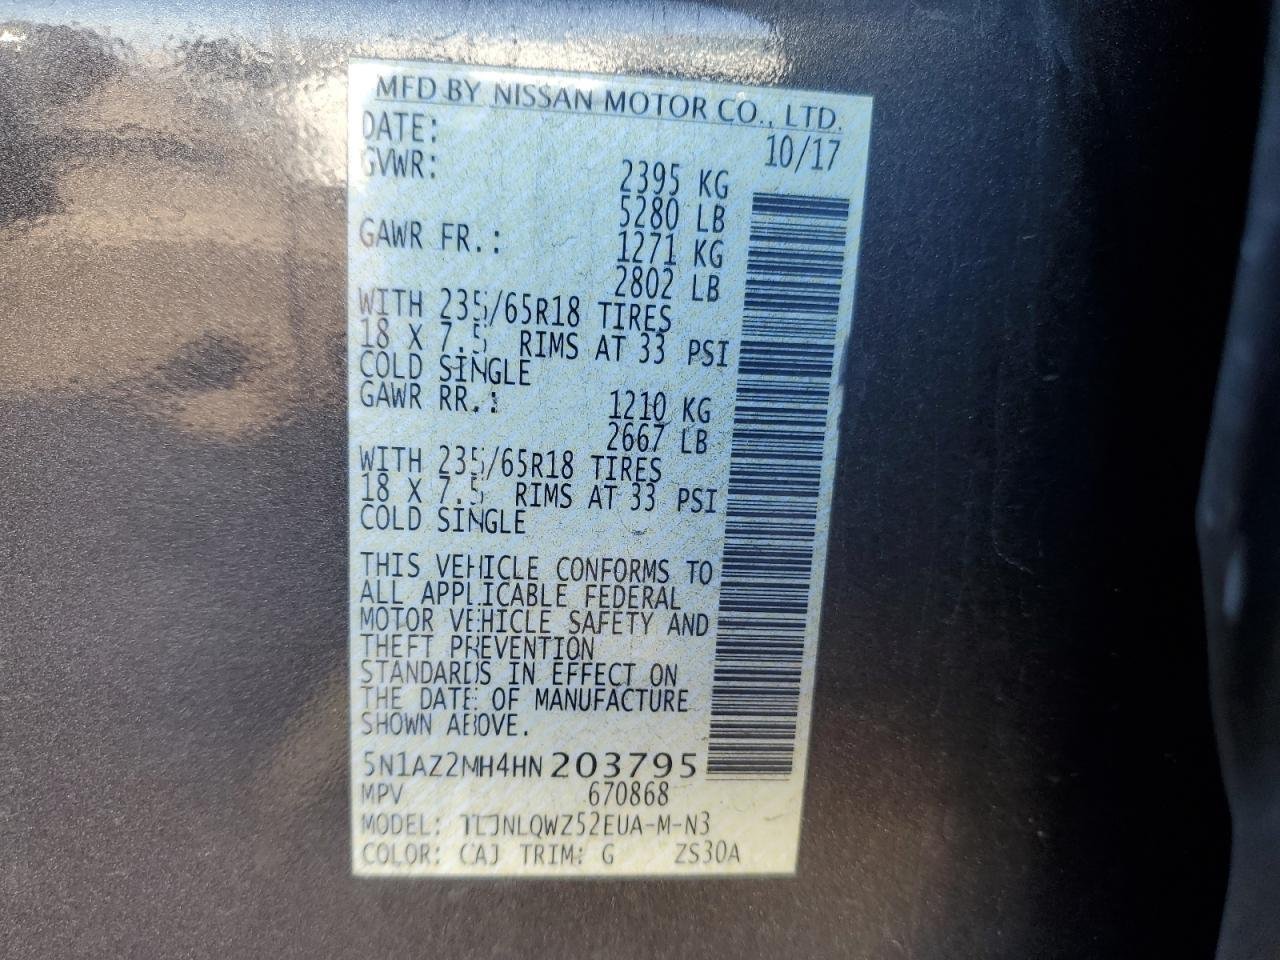 MFD BY NISSAN MOTOR CO., LTD.
DATE: 10/17
GVWR: 2395 KG
5280 LB
GAWR FR.: 1271 KG
2802 LB
WITH 235/65R18 TIRES
18 X 7.5 RIMS AT 33 PSI
COLD SINGLE
GAWR RR.: 1210 KG
2667 LB
WITH 235/65R18 TIRES
18 X 7.5 RIMS AT 33 PSI
COLD SINGLE
THIS VEHICLE CONFORMS TO
ALL APPLICABLE FEDERAL
MOTOR VEHICLE SAFETY AND
THEFT PREVENTION
STANDARDS IN EFFECT ON
THE DATE OF MANUFACTURE
SHOWN ABOVE.
5N1AZ2MH4HN203795
MPV 670868
MODEL: TLJNLQWZ52EUA-M-N3
COLOR: CAJ TRIM: G ZS30A